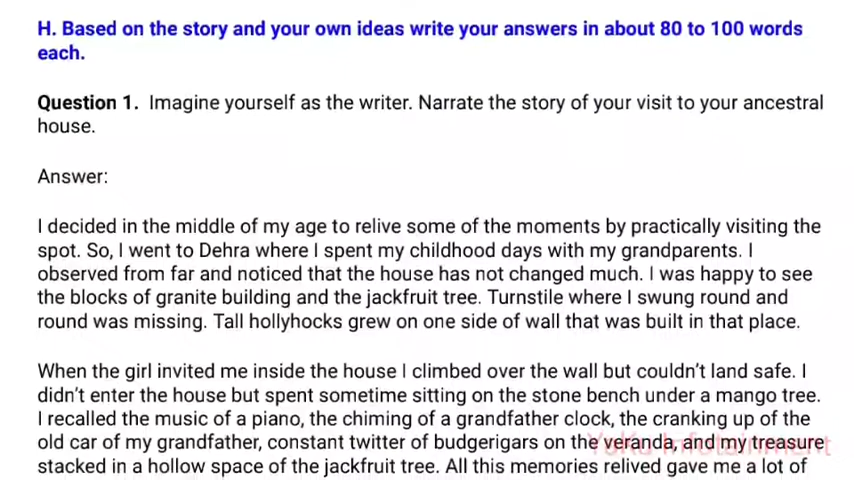 H. Based on the story and your own ideas write your answers in about 80 to 100 words
each.
Question 1. Imagine yourself as the writer. Narrate the story of your visit to your ancestral
house.
Answer:
I decided in the middle of my age to relive some of the moments by practically visiting the
spot. So, I went to Dehra where I spent my childhood days with my grandparents. I
observed from far and noticed that the house has not changed much. I was happy to see
the blocks of granite building and the jackfruit tree. Turnstile where I swung round and
round was missing. Tall hollyhocks grew on one side of wall that was built in that place.
When the girl invited me inside the house I climbed over the wall but couldn't land safe. I
didn't enter the house but spent sometime sitting on the stone bench under a mango tree.
I recalled the music of a piano, the chiming of a grandfather clock, the cranking up of the
old car of my grandfather, constant twitter of budgerigars on the veranda, and my treasure
stacked in a hollow space of the jackfruit tree. All this memories relived gave me a lot of